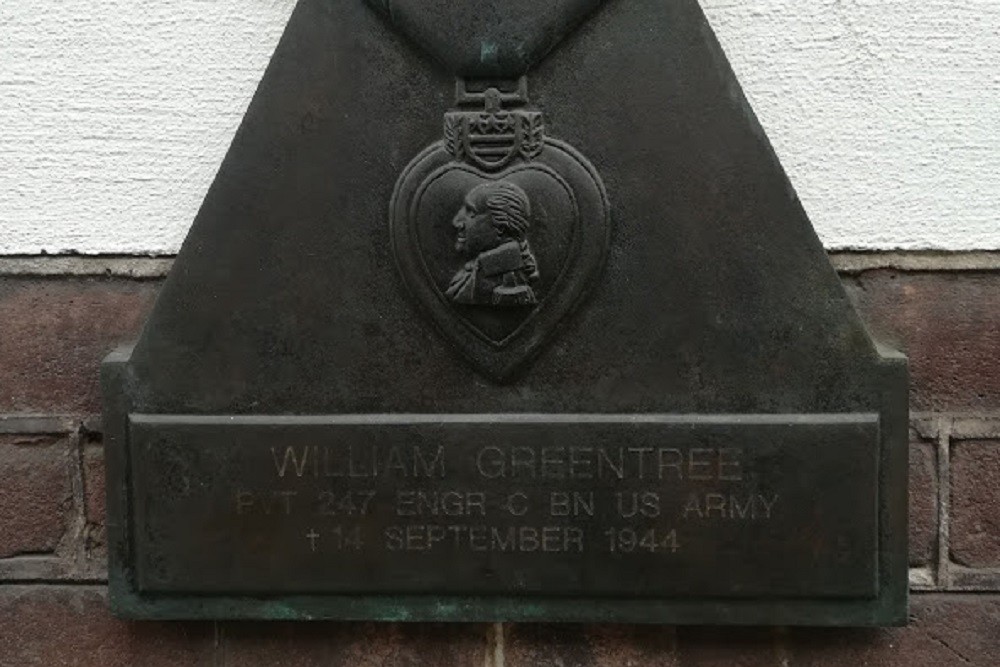 WILLIAM GREENTREE
PVT 247 ENGR C BN US ARMY
† 14 SEPTEMBER 1944